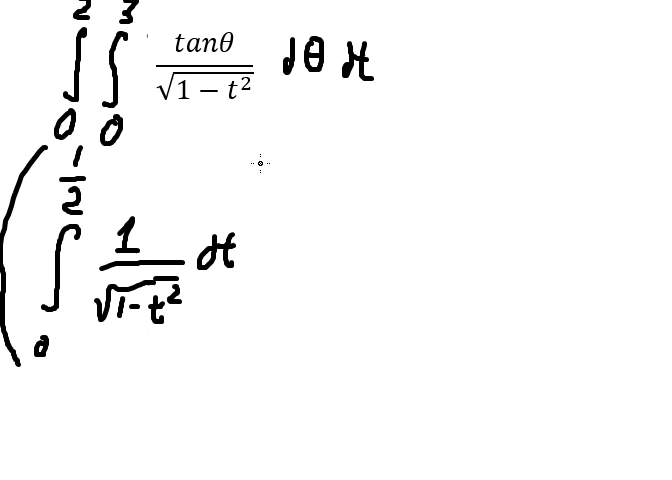 ∫₀² ∫₀³ tanθ/√(1 − t²) dθ dt
(∫₀^(1/2) 1/√(1-t²) dt